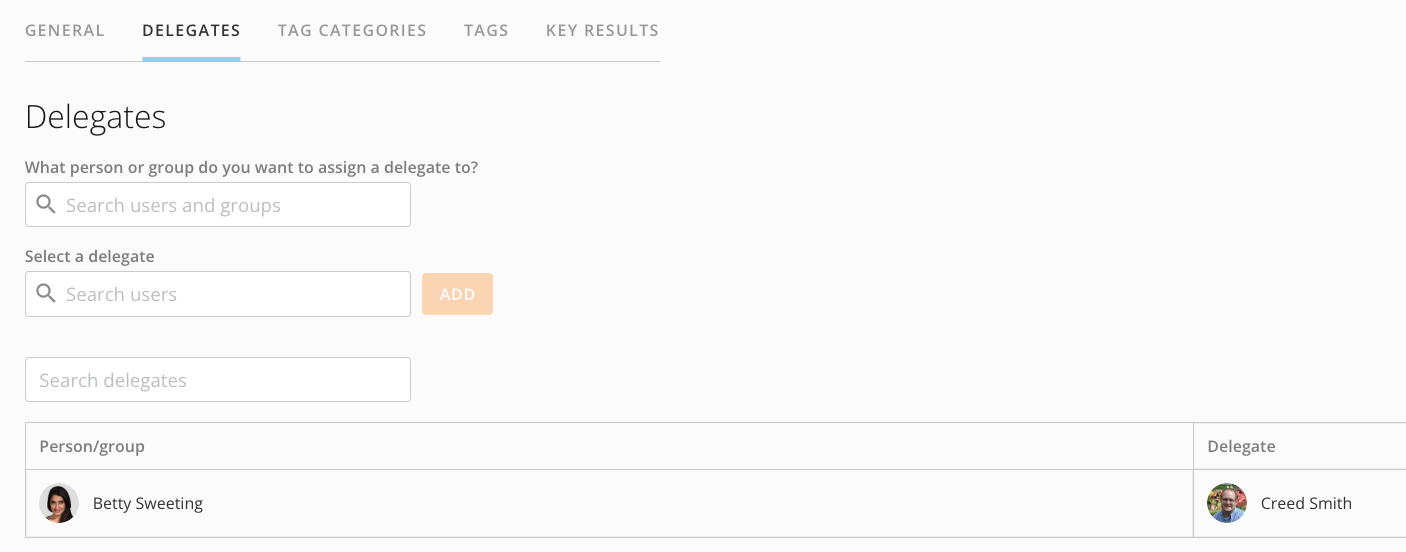 GENERAL DELEGATES TAG CATEGORIES TAGS KEY RESULTS
Delegates
What person or group do you want to assign a delegate to?
Search users and groups
Select a delegate
Search users ADD
Search delegates
Person/group Delegate
Betty Sweeting Creed Smith